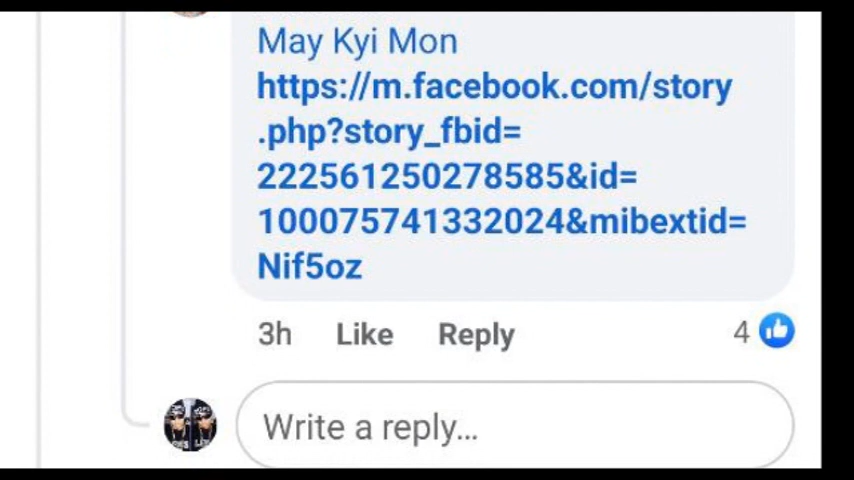 May Kyi Mon
https://m.facebook.com/story
.php?story_fbid=
222561250278585&id=
100075741332024&mibextid=
Nif5oz
3h Like Reply 4
Write a reply...